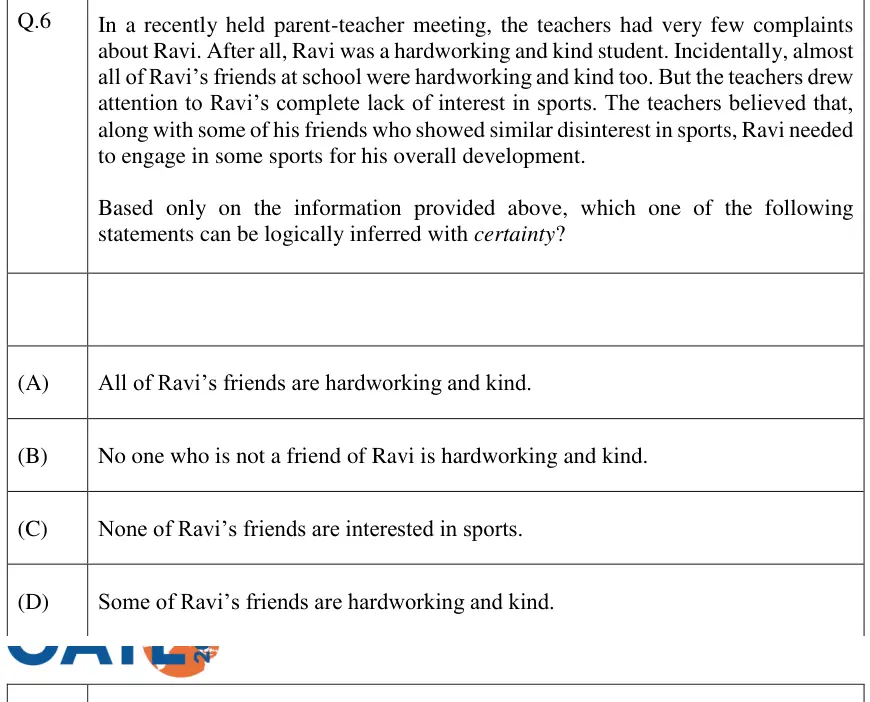 Q.6
In a recently held parent-teacher meeting, the teachers had very few complaints
about Ravi. After all, Ravi was a hardworking and kind student. Incidentally, almost
all of Ravi’s friends at school were hardworking and kind too. But the teachers drew
attention to Ravi’s complete lack of interest in sports. The teachers believed that,
along with some of his friends who showed similar disinterest in sports, Ravi needed
to engage in some sports for his overall development.
Based only on the information provided above, which one of the following
statements can be logically inferred with certainty?
(A) All of Ravi’s friends are hardworking and kind.
(B) No one who is not a friend of Ravi is hardworking and kind.
(C) None of Ravi’s friends are interested in sports.
(D) Some of Ravi’s friends are hardworking and kind.